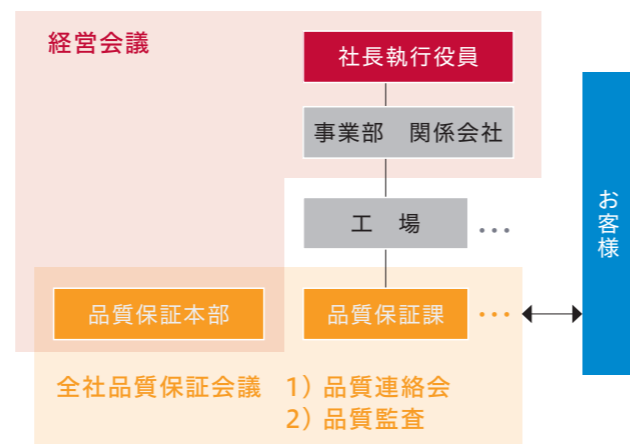 経営会議
社長執行役員
事業部　関係会社
工　場 …
お客様
品質保証本部
品質保証課 …
全社品質保証会議　1）品質連絡会
2）品質監査